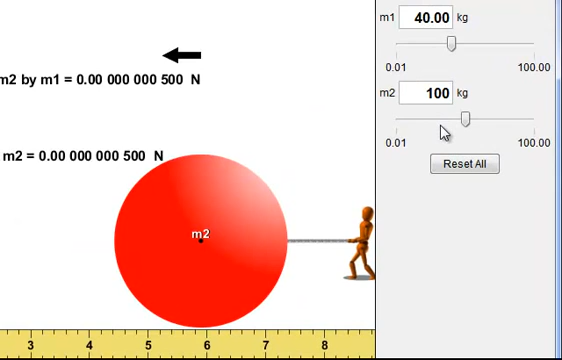 m1 40.00 kg
0.01 100.00
m2 by m1 = 0.00 000 000 500 N
m2 100 kg
0.01 100.00
m2 = 0.00 000 000 500 N
Reset All
m2
3 4 5 6 7 8